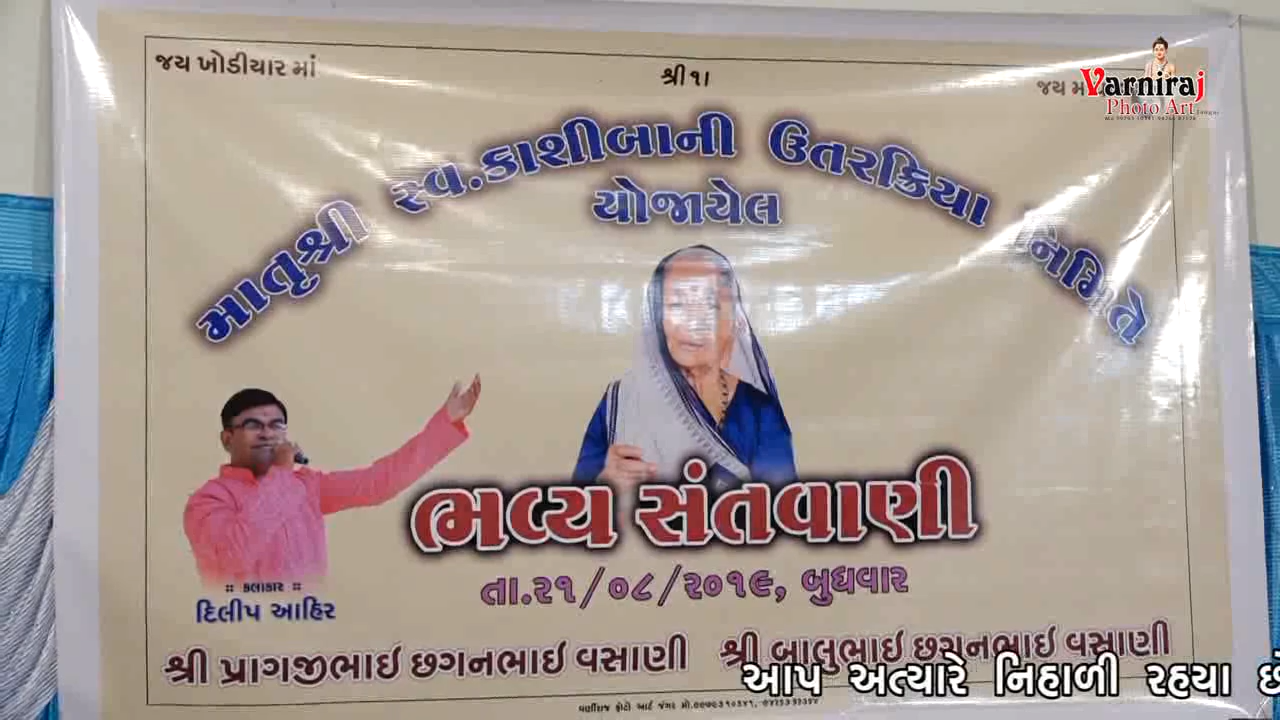 જય ખોડીયાર માં
શ્રી ૧ા
જય
Varniraj
Photo Art
માતૃશ્રી સ્વ.કાશીબાની ઉતરક્રિયા નિમિતે
યોજાયેલ
ભવ્ય સંતવાણી
તા.૨૧/૦૮/૨૦૧૯, બુધવાર
:: કલાકાર ::
દિલીપ આહિર
શ્રી પ્રાગજીભાઇ છગનભાઇ વસાણી
શ્રી બાલુભાઇ છગનભાઇ વસાણી
આપ અત્યારે નિહાળી રહયા છો